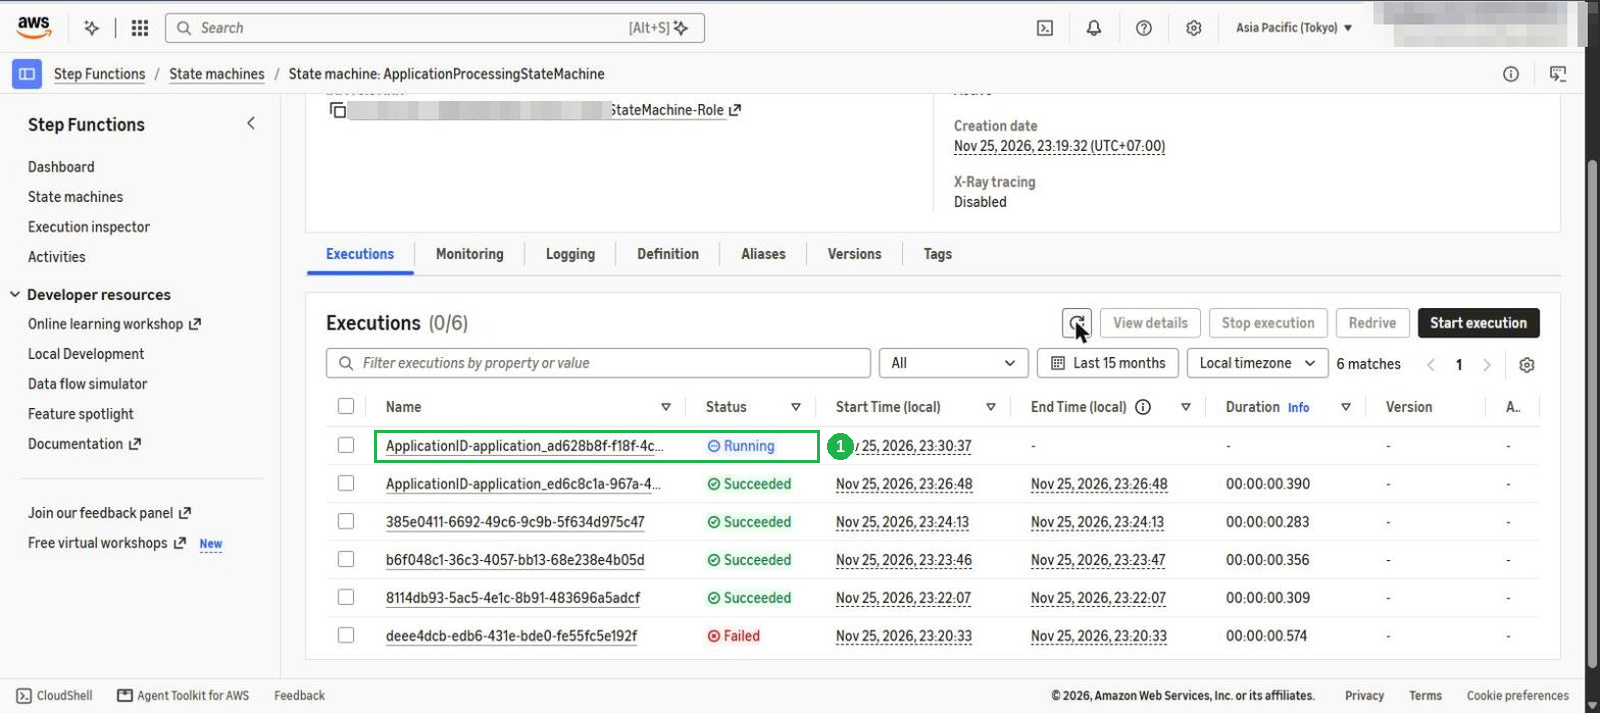 aws
Search [Alt+S]
Asia Pacific (Tokyo)
Step Functions / State machines / State machine: ApplicationProcessingStateMachine
Step Functions
Dashboard
State machines
Execution inspector
Activities
Developer resources
Online learning workshop
Local Development
Data flow simulator
Feature spotlight
Documentation
Join our feedback panel
Free virtual workshops New
StateMachine-Role
Creation date
Nov 25, 2026, 23:19:32 (UTC+07:00)
X-Ray tracing
Disabled
Executions Monitoring Logging Definition Aliases Versions Tags
Executions (0/6) View details Stop execution Redrive Start execution
Filter executions by property or value All Last 15 months Local timezone 6 matches 1
Name Status Start Time (local) End Time (local) Duration Info Version A..
ApplicationID-application_ad628b8f-f18f-4c... Running 1 25, 2026, 23:30:37 - - - -
ApplicationID-application_ed6c8c1a-967a-4... Succeeded Nov 25, 2026, 23:26:48 Nov 25, 2026, 23:26:48 00:00:00.390 - -
385e0411-6692-49c6-9c9b-5f634d975c47 Succeeded Nov 25, 2026, 23:24:13 Nov 25, 2026, 23:24:13 00:00:00.283 - -
b6f048c1-36c3-4057-bb13-68e238e4b05d Succeeded Nov 25, 2026, 23:23:46 Nov 25, 2026, 23:23:47 00:00:00.356 - -
8114db93-5ac5-4e1c-8b91-483696a5adcf Succeeded Nov 25, 2026, 23:22:07 Nov 25, 2026, 23:22:07 00:00:00.309 - -
deee4dcb-edb6-431e-bde0-fe55fc5e192f Failed Nov 25, 2026, 23:20:33 Nov 25, 2026, 23:20:33 00:00:00.574 - -
CloudShell Agent Toolkit for AWS Feedback © 2026, Amazon Web Services, Inc. or its affiliates. Privacy Terms Cookie preferences